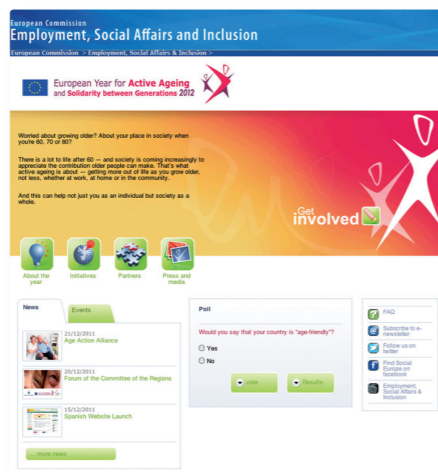 European Commission
Employment, Social Affairs and Inclusion
European Commission > Employment, Social Affairs & Inclusion >
European Year for Active Ageing
and Solidarity between Generations 2012
Worried about growing older? About your place in society when
you're 60, 70 or 80?
There is a lot to life after 60 — and society is coming increasingly to
appreciate the contribution older people can make. That's what
active ageing is about — getting more out of life as you grow older,
not less, whether at work, at home or in the community.
And this can help not just you as an individual but society as a
whole.
Get
involved
About the
year
Initiatives
Partners
Press and
media
News
Events
21/12/2011
Age Action Alliance
20/12/2011
Forum of the Committee of the Regions
15/12/2011
Spanish Website Launch
... more news
Poll
Would you say that your country is "age-friendly"?
Yes
No
Vote
Results
FAQ
Subscribe to e-
newsletter
Follow us on
twitter
Find Social
Europe on
facebook
Employment,
Social Affairs &
Inclusion